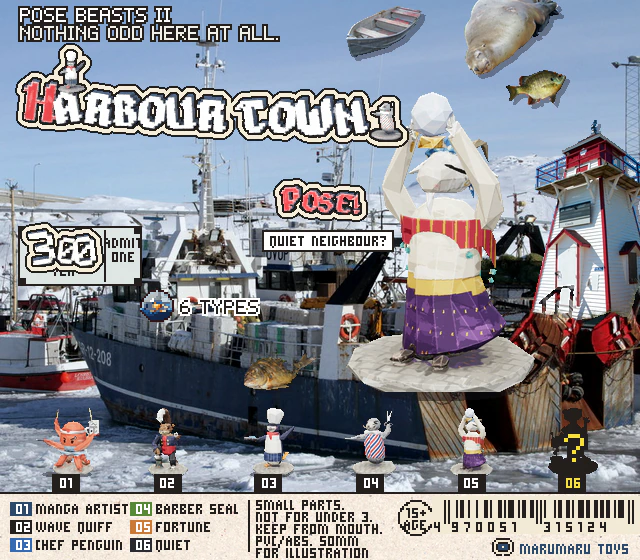 POSE BEASTS II
NOTHING ODD HERE AT ALL.
HARBOUR TOWN
POSE!
QUIET NEIGHBOUR?
300
ADMIT
ONE
6 TYPES
12-208
01
02
03
04
05
?
06
01 MANGA ARTIST
02 WAVE QUIFF
03 CHEF PENGUIN
04 BARBER SEAL
05 FORTUNE
06 QUIET
SMALL PARTS.
NOT FOR UNDER 3.
KEEP FROM MOUTH.
PVC/ABS. 50MM
FOR ILLUSTRATION
15+
AGE
4 970051 315124
MARUMARU TOYS